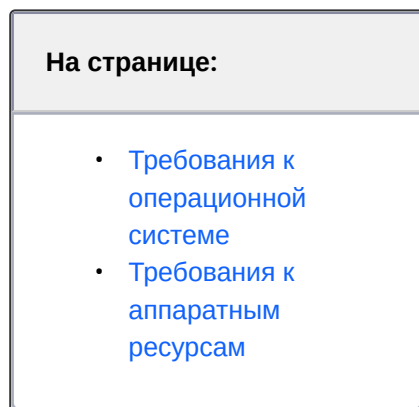 На странице:
• Требования к
операционной
системе
• Требования к
аппаратным
ресурсам